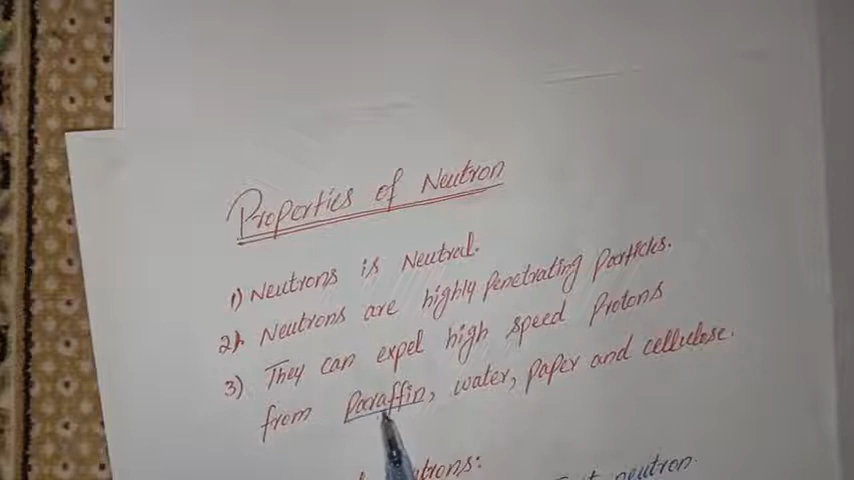 Properties of Neutron
1) Neutrons is Neutral.
2) Neutrons are highly penetrating particles.
3) They can expel high speed Protons
from Paraffin, water, paper and cellulose.
neutron